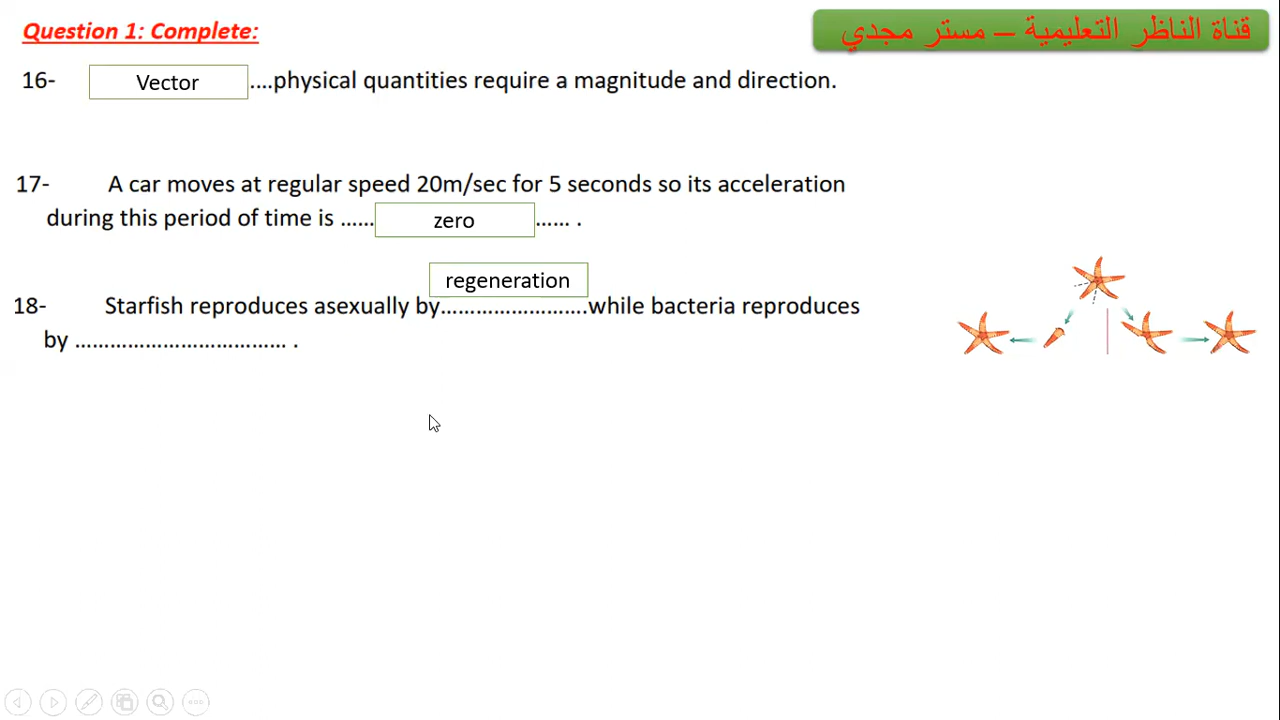 Question 1: Complete:
قناة الناظر التعليمية – مستر مجدي
16- Vector ....physical quantities require a magnitude and direction.
17- A car moves at regular speed 20m/sec for 5 seconds so its acceleration
during this period of time is ...... zero ...... .
regeneration
18- Starfish reproduces asexually by..........................while bacteria reproduces
by ..................................... .